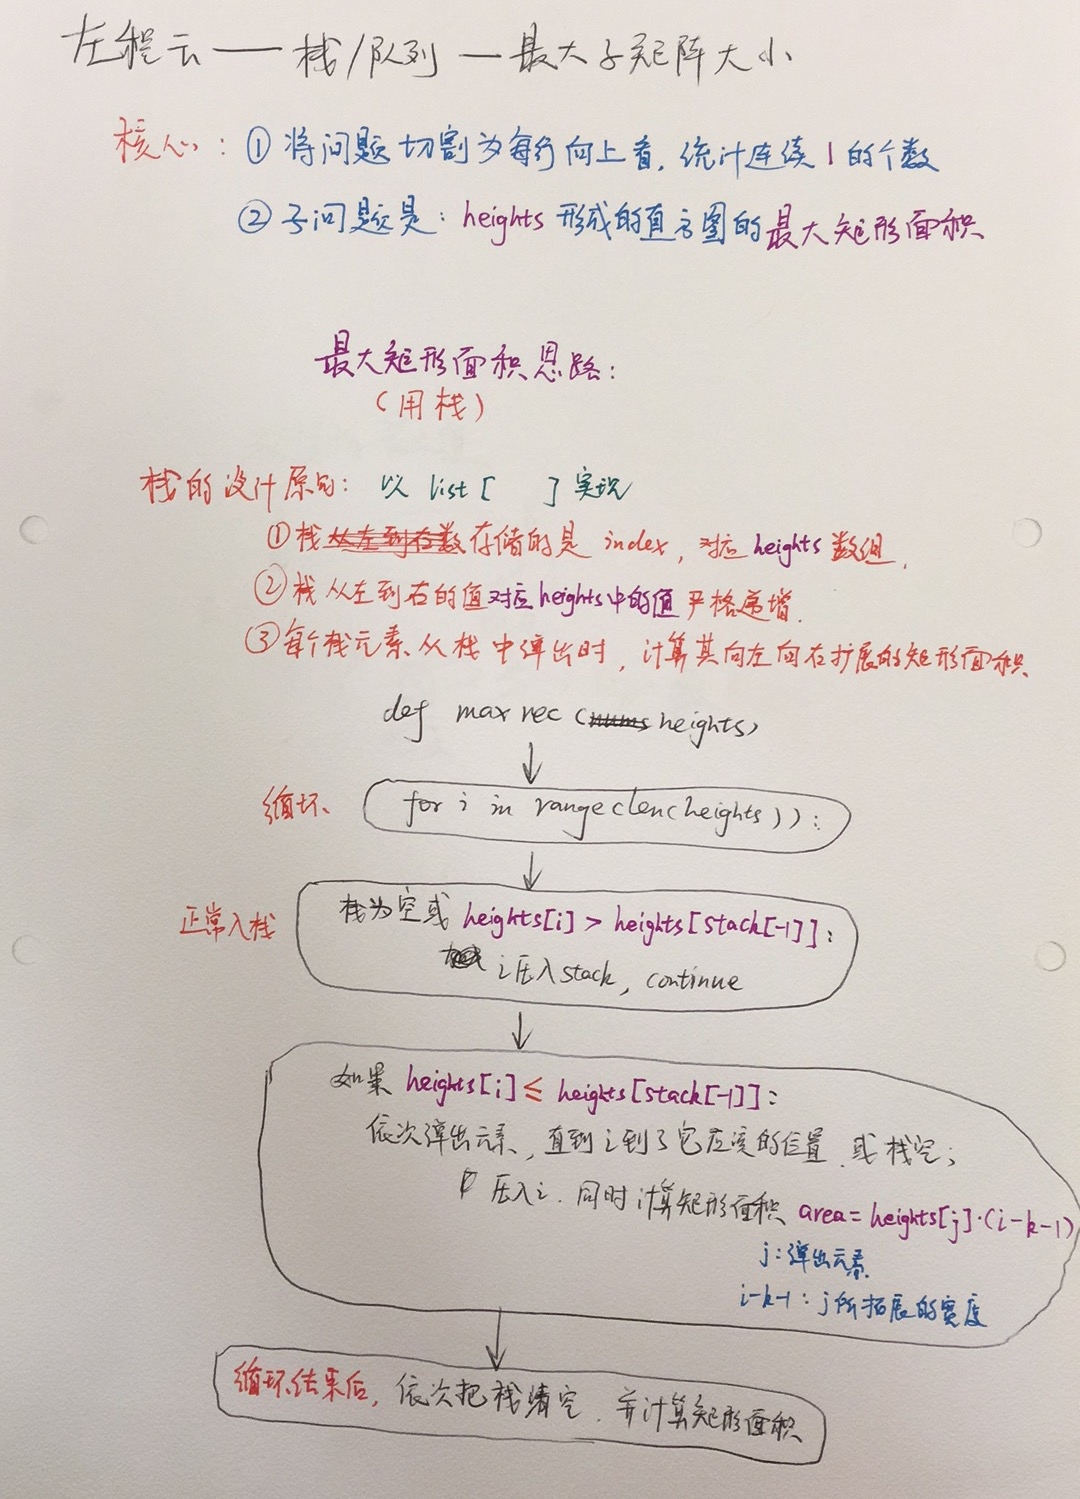 左程云 — 栈/队列 — 最大子矩阵大小
核心: ① 将问题切割为每行向上看, 统计连续1的个数
② 子问题是: heights 形成的直方图的最大矩形面积
最大矩形面积思路:
(用栈)
栈的设计原则: 以 list [ ] 实现
①栈从左到右数存储的是 index, 对应 heights 数组.
②栈从左到右的值对应heights中的值严格递增.
③每个栈元素从栈中弹出时, 计算其向左向右扩展的矩形面积
def maxrec (nums heights)
循环. for i in range(len(heights)):
正常入栈 栈为空或 heights[i] > heights[stack[-1]]:
i压入stack, continue
如果 heights[i] ≤ heights[stack[-1]]:
依次弹出元素, 直到i到了它应该的位置, 或栈空;
压入i. 同时计算矩形面积 area = heights[j]·(i-k-1)
j: 弹出元素
i-k-1: j所拓展的宽度
循环结束后, 依次把栈清空, 并计算矩形面积